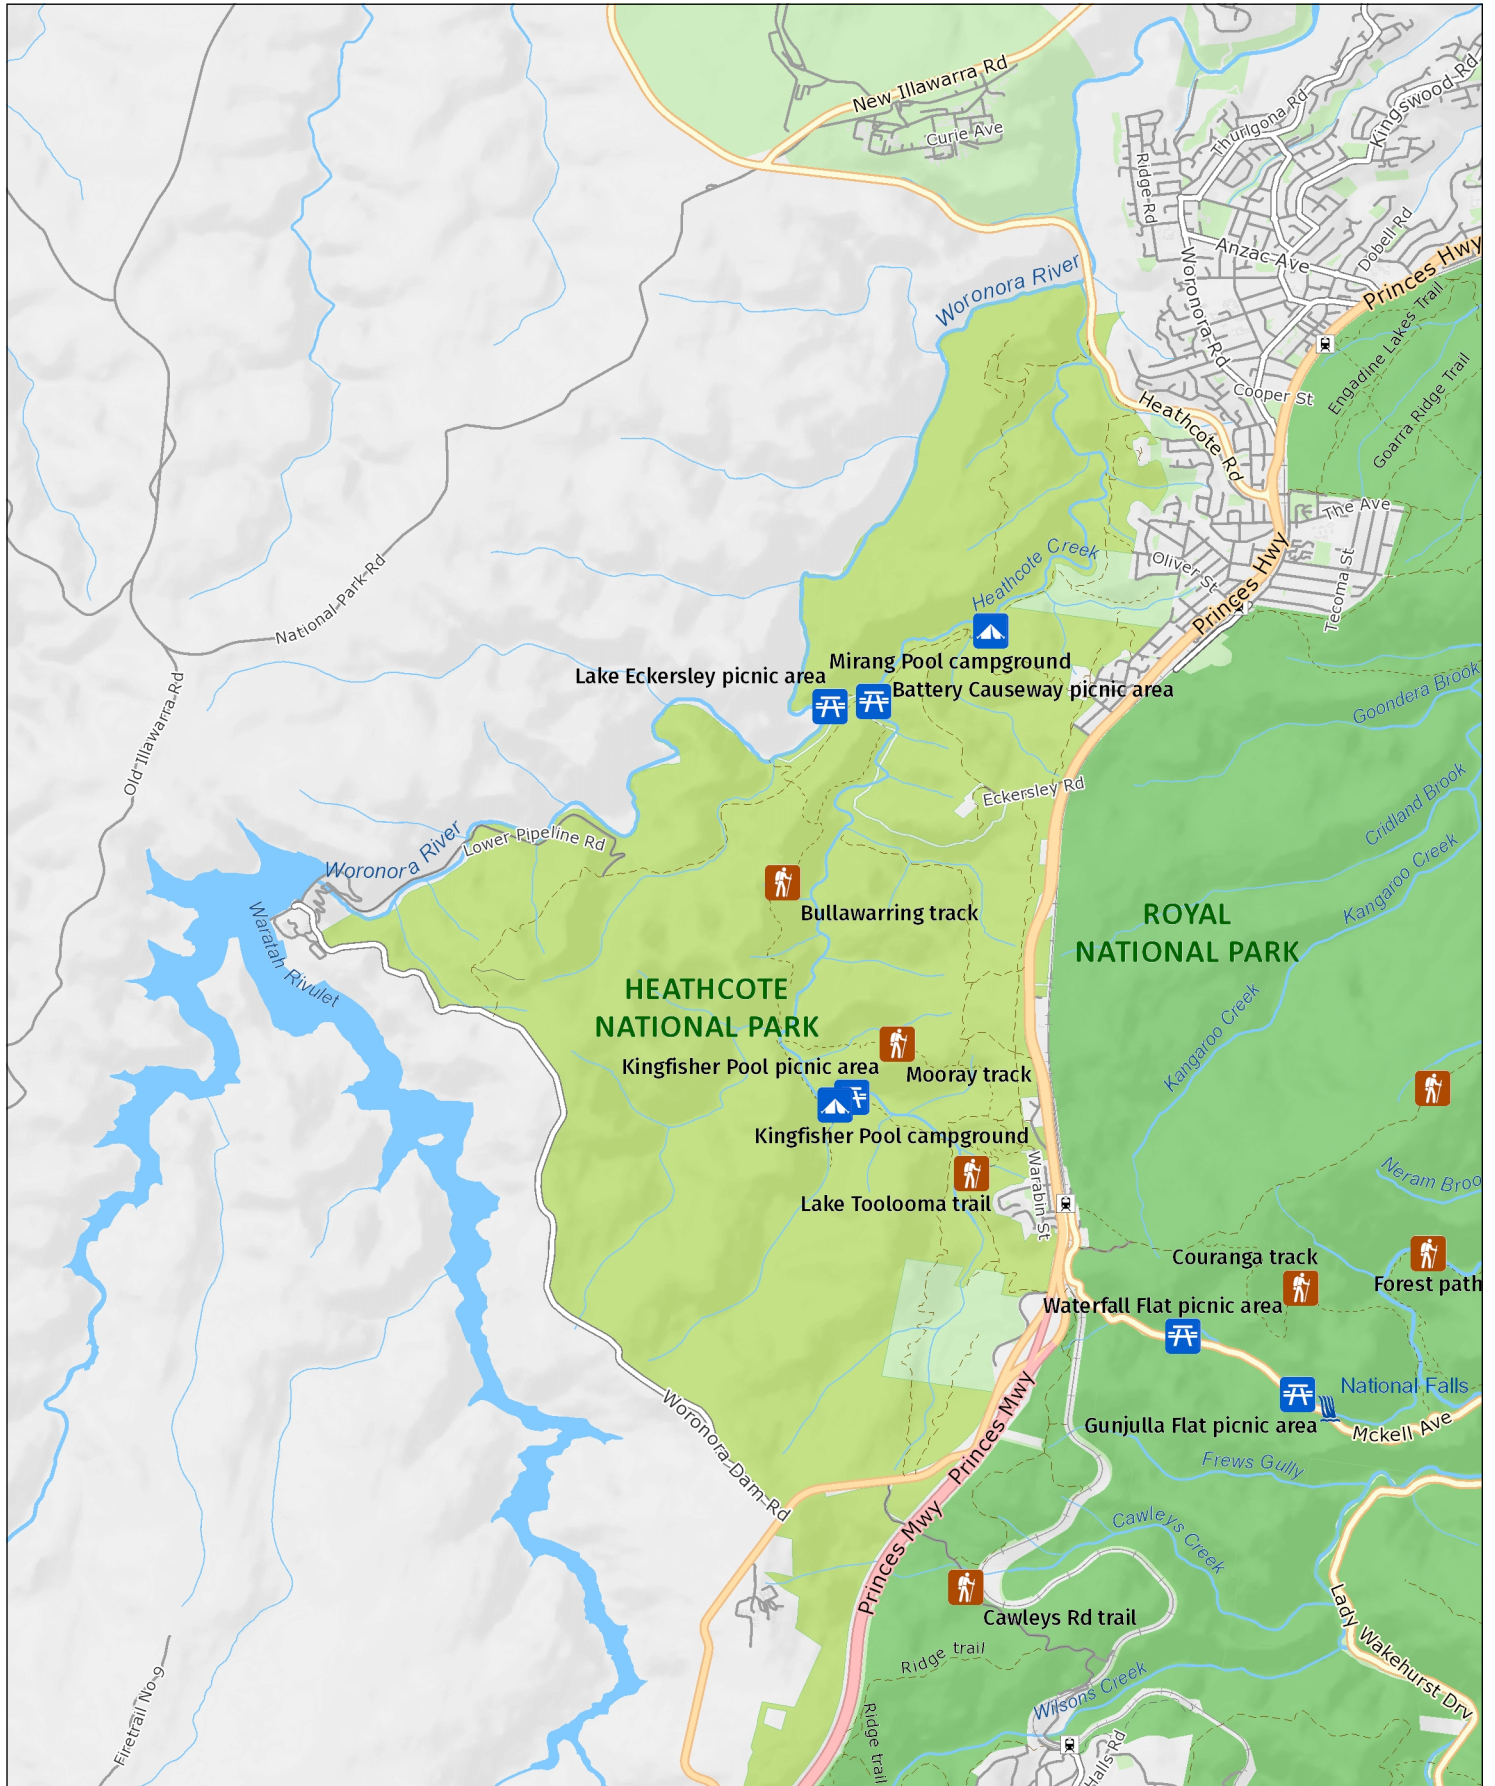 New Illawarra Rd
Curie Ave
Thurlgona Rd
Kingswood Rd
Ridge Rd
Anzac Ave
Dobell Rd
Princes Hwy
Woronora River
Woronora Rd
Engadine Lakes Trail
Goarra Ridge Trail
Cooper St
Heathcote Rd
The Ave
Heathcote Creek
Oliver St
Princes Hwy
Tecoma St
National Park Rd
Mirang Pool campground
Lake Eckersley picnic area
Battery Causeway picnic area
Goondera Brook
Old Illawarra Rd
Eckersley Rd
Cridland Brook
Woronora River
Lower Pipeline Rd
Kangaroo Creek
Bullawarring track
ROYAL
NATIONAL PARK
Waratah Rivulet
HEATHCOTE
NATIONAL PARK
Kangaroo Creek
Kingfisher Pool picnic area
Mooray track
Kingfisher Pool campground
Warabin St
Neram Broo
Lake Toolooma trail
Couranga track
Forest path
Waterfall Flat picnic area
National Falls
Gunjulla Flat picnic area
Mckell Ave
Princes Mwy
Woronora Dam Rd
Frews Gully
Cawleys Creek
Princes Mwy
Cawleys Rd trail
Lady Wakehurst Drv
Ridge trail
Wilsons Creek
Firetrail No 9
Ridge trail
Halls Rd